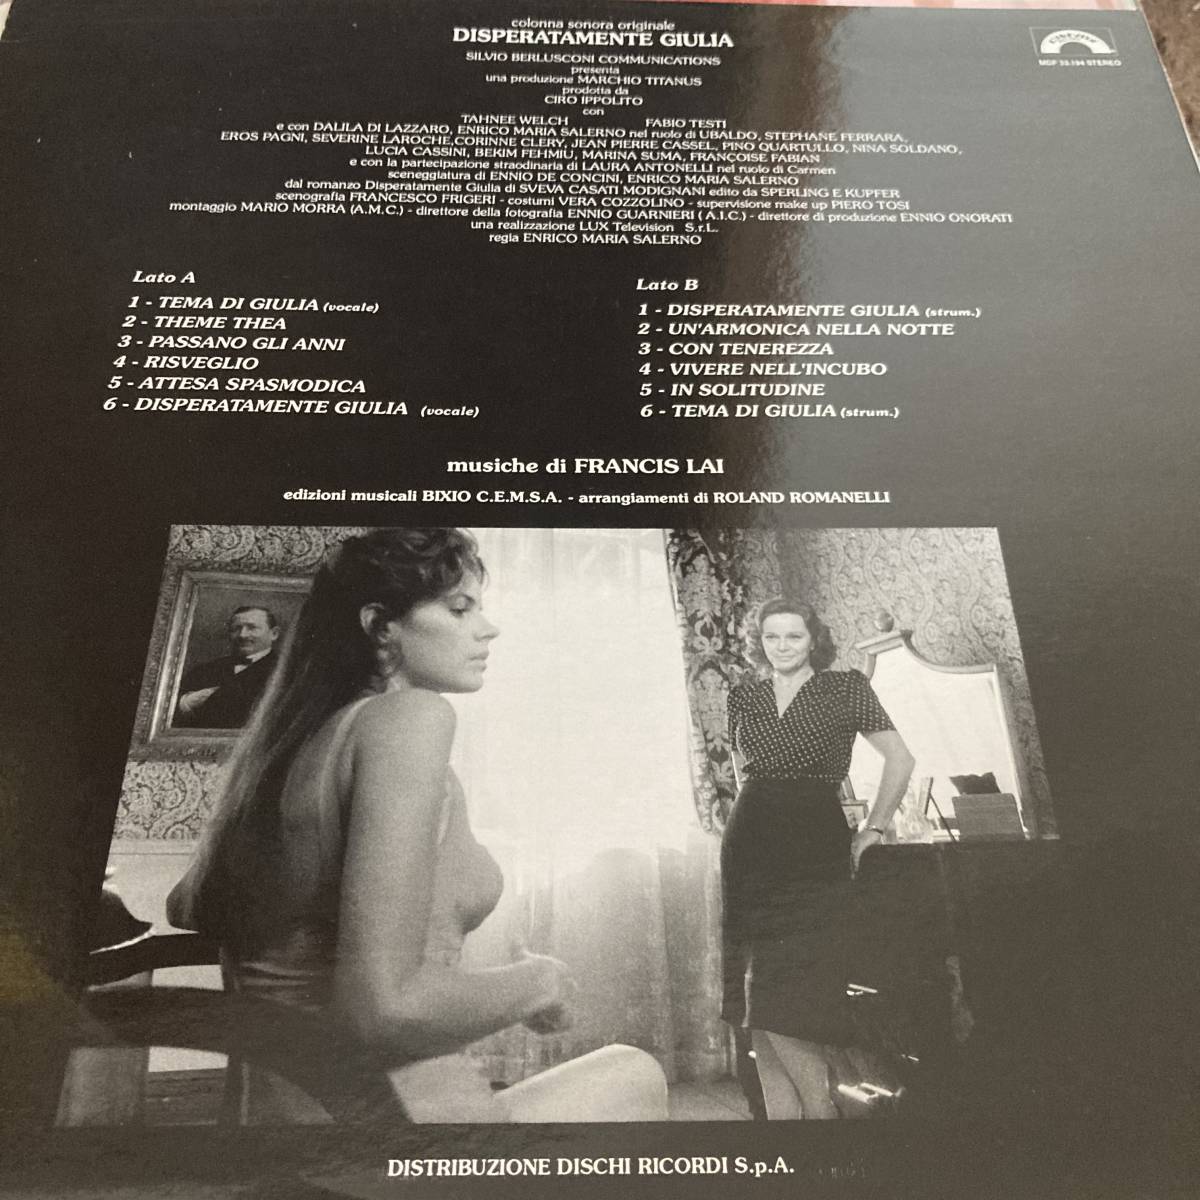 colonna sonora originale
DISPERATAMENTE GIULIA
CINEVOX
MDF 33.194 STEREO
SILVIO BERLUSCONI COMMUNICATIONS
presenta
una produzione MARCHIO TITANUS
prodotta da
CIRO IPPOLITO
con
TAHNEE WELCH FABIO TESTI
e con DALILA DI LAZZARO, ENRICO MARIA SALERNO nel ruolo di UBALDO, STEPHANE FERRARA,
EROS PAGNI, SEVERINE LAROCHE,CORINNE CLERY, JEAN PIERRE CASSEL, PINO QUARTULLO, NINA SOLDANO,
LUCIA CASSINI, BEKIM FEHMIU, MARINA SUMA, FRANÇOISE FABIAN
e con la partecipazione straodinaria di LAURA ANTONELLI nel ruolo di Carmen
sceneggiatura di ENNIO DE CONCINI, ENRICO MARIA SALERNO
dal romanzo Disperatamente Giulia di SVEVA CASATI MODIGNANI edito da SPERLING E KUPFER
scenografia FRANCESCO FRIGERI - costumi VERA COZZOLINO - supervisione make up PIERO TOSI
montaggio MARIO MORRA (A.M.C.) - direttore della fotografia ENNIO GUARNIERI (A.I.C.) - direttore di produzione ENNIO ONORATI
una realizzazione LUX Television S.r.L.
regia ENRICO MARIA SALERNO
Lato A
1 - TEMA DI GIULIA (vocale)
2 - THEME THEA
3 - PASSANO GLI ANNI
4 - RISVEGLIO
5 - ATTESA SPASMODICA
6 - DISPERATAMENTE GIULIA (vocale)
Lato B
1 - DISPERATAMENTE GIULIA (strum.)
2 - UN'ARMONICA NELLA NOTTE
3 - CON TENEREZZA
4 - VIVERE NELL'INCUBO
5 - IN SOLITUDINE
6 - TEMA DI GIULIA (strum.)
musiche di FRANCIS LAI
edizioni musicali BIXIO C.E.M.S.A. - arrangiamenti di ROLAND ROMANELLI
DISTRIBUZIONE DISCHI RICORDI S.p.A.